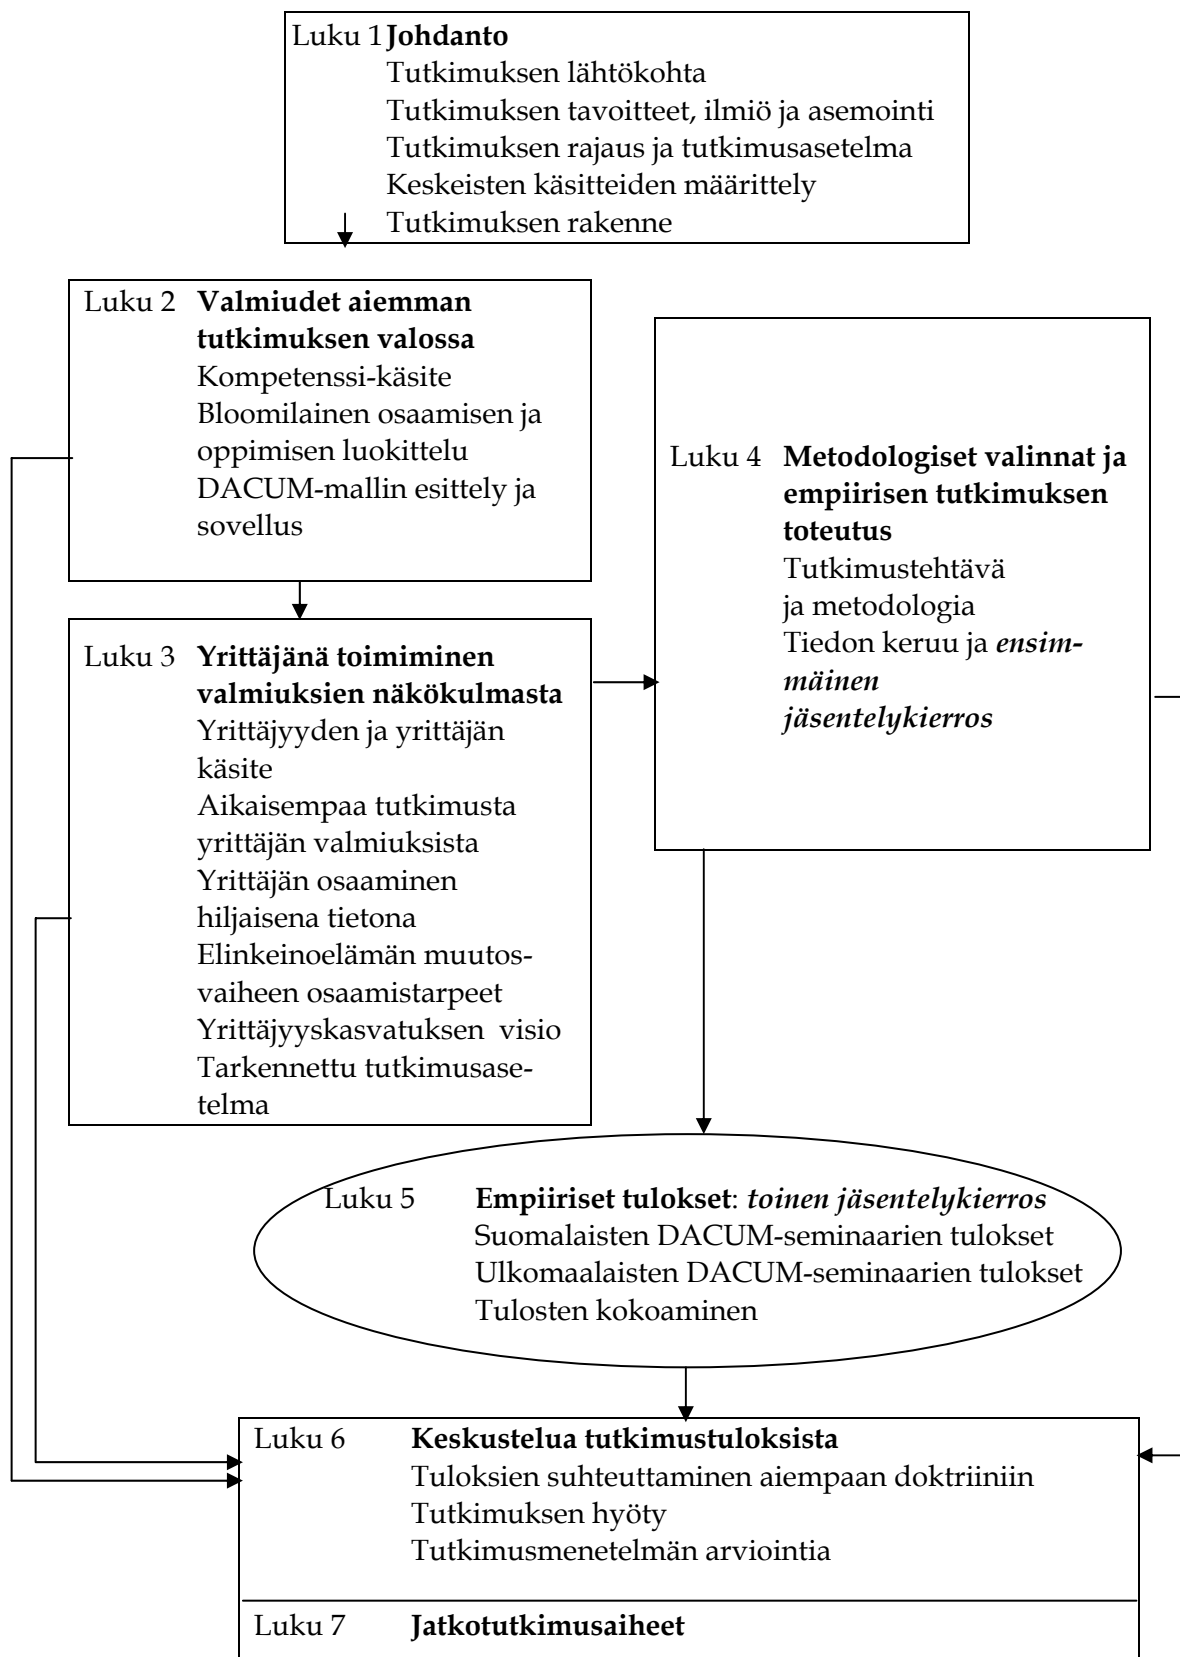 Luku 1 Johdanto
Tutkimuksen lähtökohta
Tutkimuksen tavoitteet, ilmiö ja asemointi
Tutkimuksen rajaus ja tutkimusasetelma
Keskeisten käsitteiden määrittely
Tutkimuksen rakenne
Luku 2 Valmiudet aiemman
tutkimuksen valossa
Kompetenssi-käsite
Bloomilainen osaamisen ja
oppimisen luokittelu
DACUM-mallin esittely ja
sovellus
Luku 3 Yrittäjänä toimiminen
valmiuksien näkökulmasta
Yrittäjyyden ja yrittäjän
käsite
Aikaisempaa tutkimusta
yrittäjän valmiuksista
Yrittäjän osaaminen
hiljaisena tietona
Elinkeinoelämän muutos-
vaiheen osaamistarpeet
Yrittäjyyskasvatuksen visio
Tarkennettu tutkimusase-
telma
Luku 4 Metodologiset valinnat ja
empiirisen tutkimuksen
toteutus
Tutkimustehtävä
ja metodologia
Tiedon keruu ja ensim-
mäinen
jäsentelykierros
Luku 5 Empiiriset tulokset: toinen jäsentelykierros
Suomalaisten DACUM-seminaarien tulokset
Ulkomaalaisten DACUM-seminaarien tulokset
Tulosten kokoaminen
Luku 6 Keskustelua tutkimustuloksista
Tuloksien suhteuttaminen aiempaan doktriiniin
Tutkimuksen hyöty
Tutkimusmenetelmän arviointia
Luku 7 Jatkotutkimusaiheet